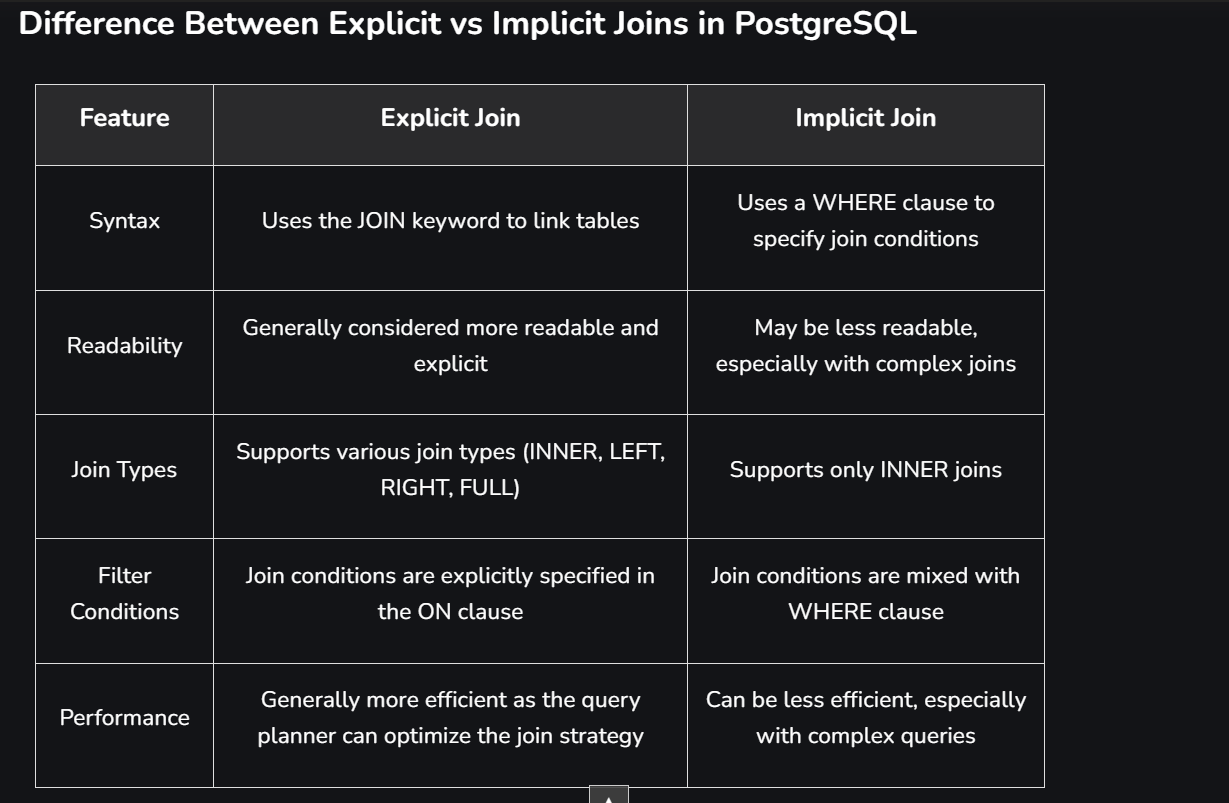 Difference Between Explicit vs Implicit Joins in PostgreSQL
Feature
Explicit Join
Implicit Join
Syntax
Uses the JOIN keyword to link tables
Uses a WHERE clause to
specify join conditions
Readability
Generally considered more readable and
explicit
May be less readable,
especially with complex joins
Join Types
Supports various join types (INNER, LEFT,
RIGHT, FULL)
Supports only INNER joins
Filter
Conditions
Join conditions are explicitly specified in
the ON clause
Join conditions are mixed with
WHERE clause
Performance
Generally more efficient as the query
planner can optimize the join strategy
Can be less efficient, especially
with complex queries